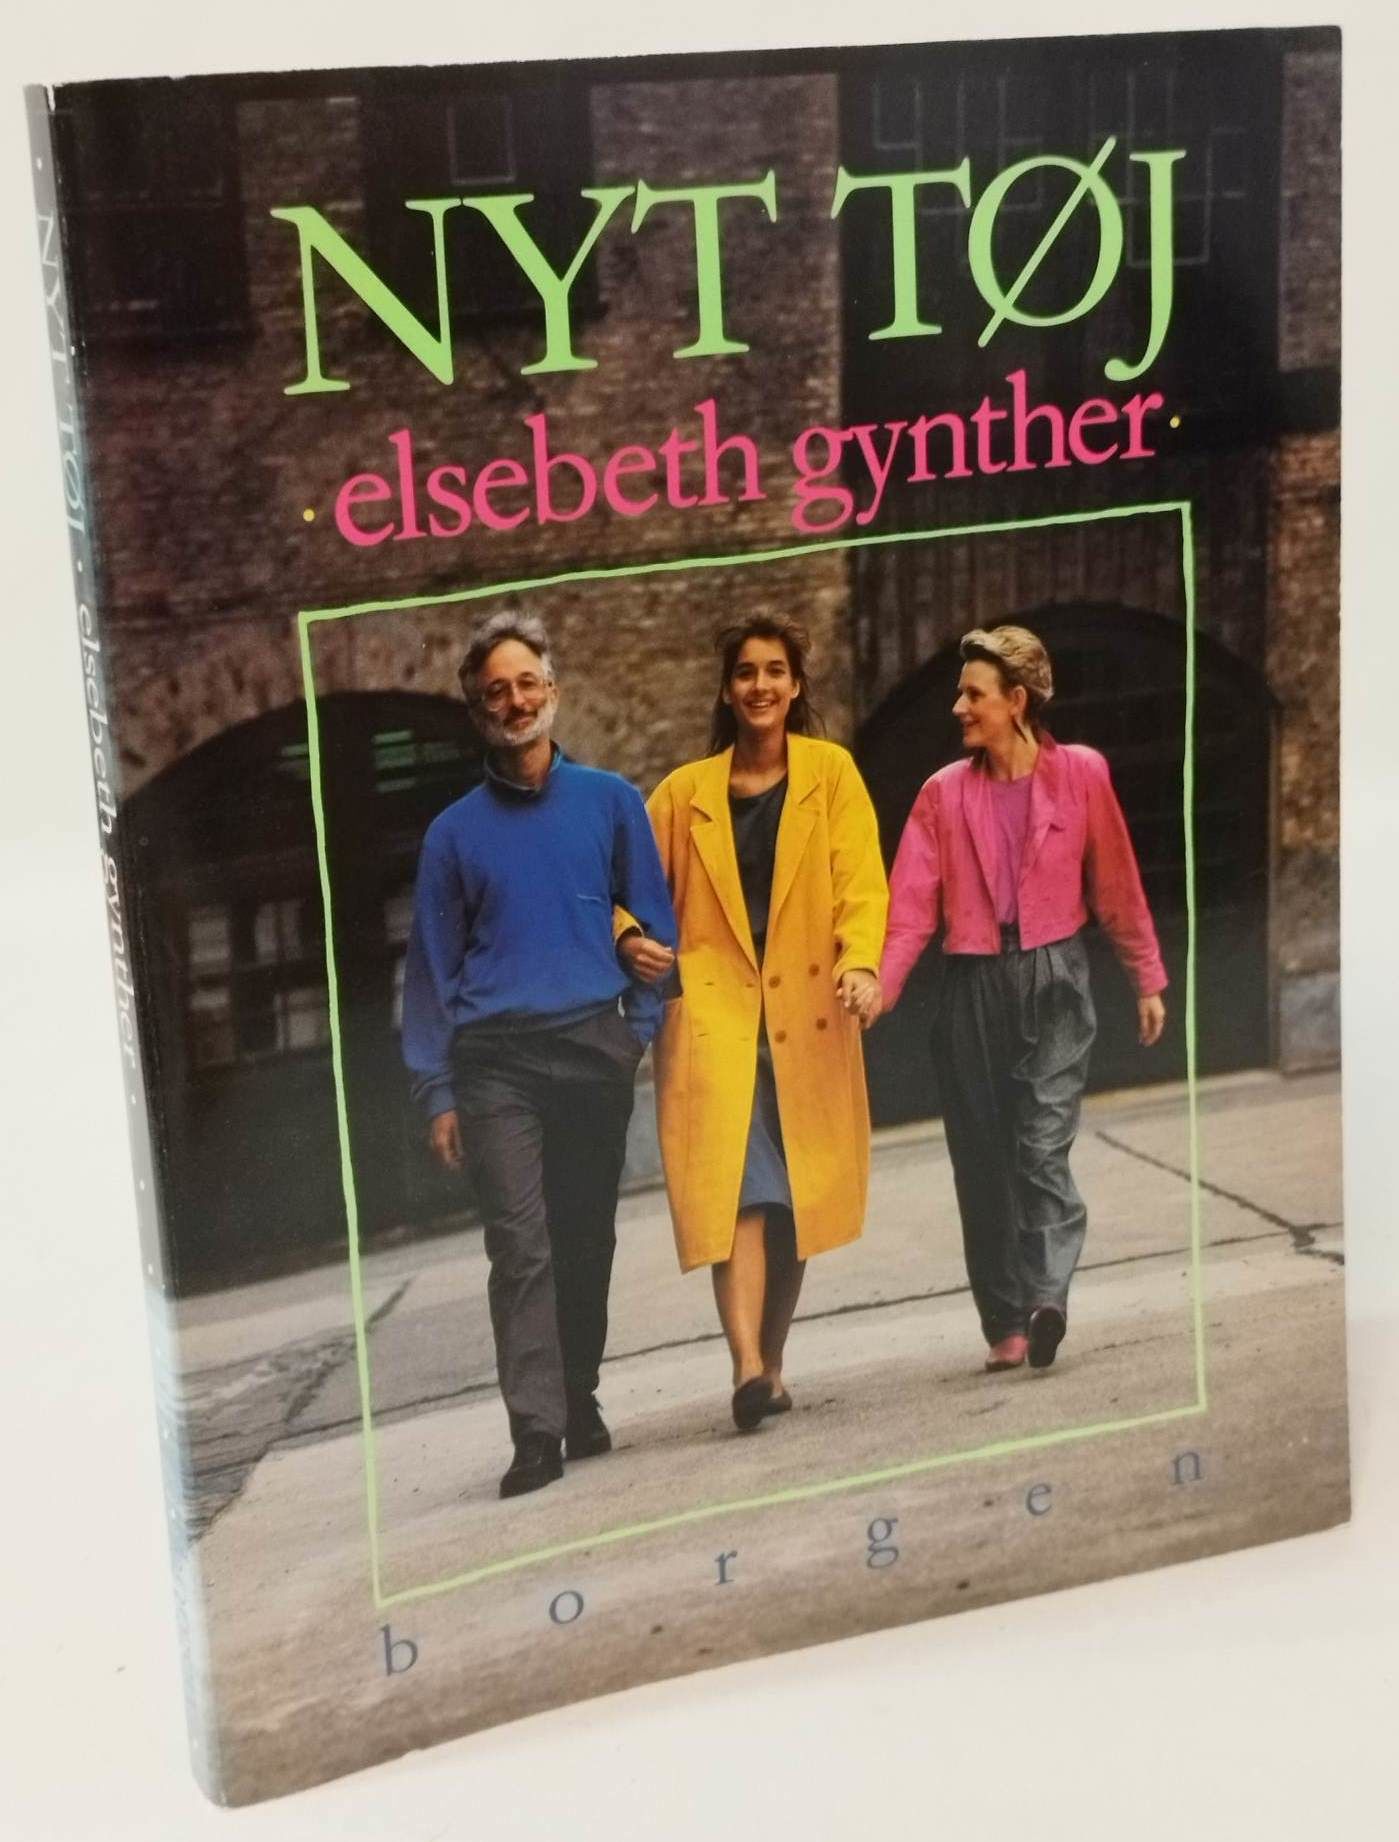 NYT TØJ
· elsebeth gynther ·
borgen
· NYT TØJ · elsebeth gynther ·